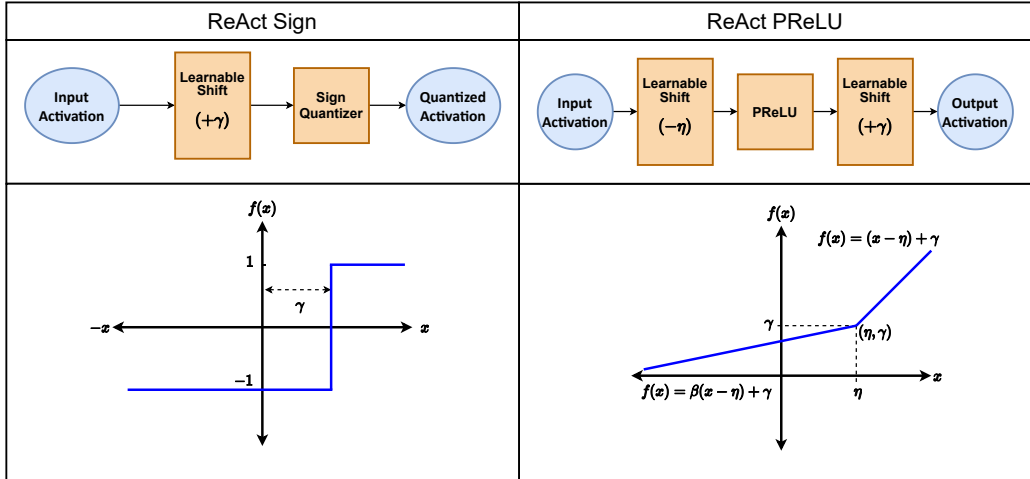 ReAct Sign
Input
Activation
Learnable
Shift
(+γ)
Sign
Quantizer
Quantized
Activation
f(x)
1
γ
−x
x
−1
ReAct PReLU
Input
Activation
Learnable
Shift
(−η)
PReLU
Learnable
Shift
(+γ)
Output
Activation
f(x)
f(x) = (x − η) + γ
γ
(η, γ)
x
f(x) = β(x − η) + γ
η